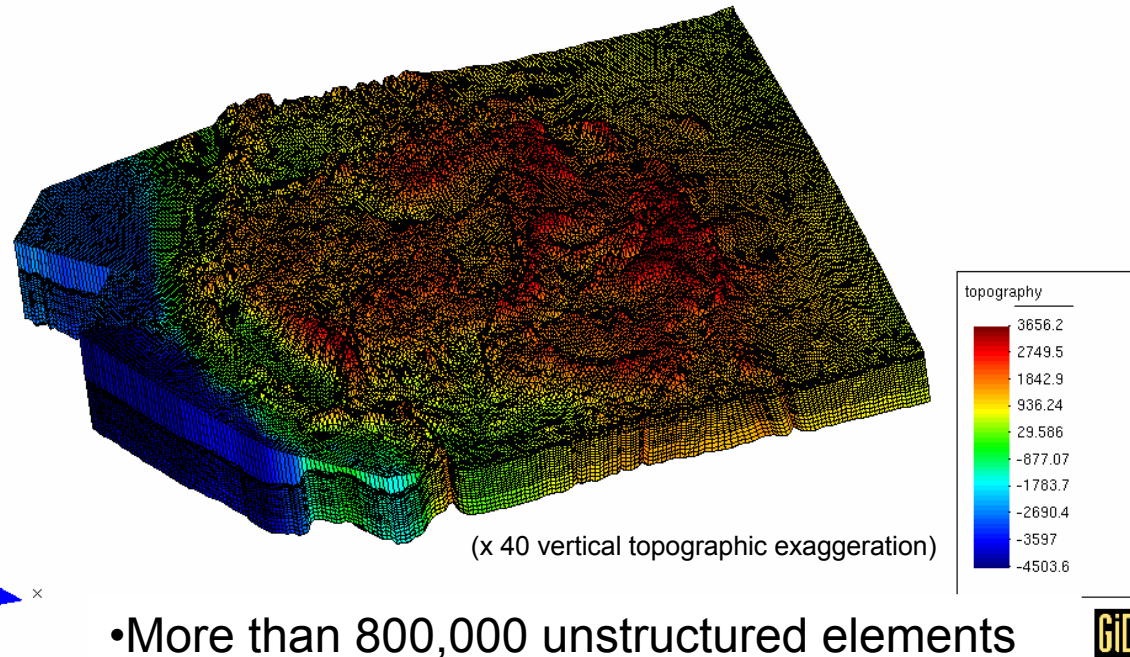 topography
3656.2
2749.5
1842.9
936.24
29.586
-877.07
-1783.7
-2690.4
-3597
-4503.6
(x 40 vertical topographic exaggeration)
×
•More than 800,000 unstructured elements
GiD